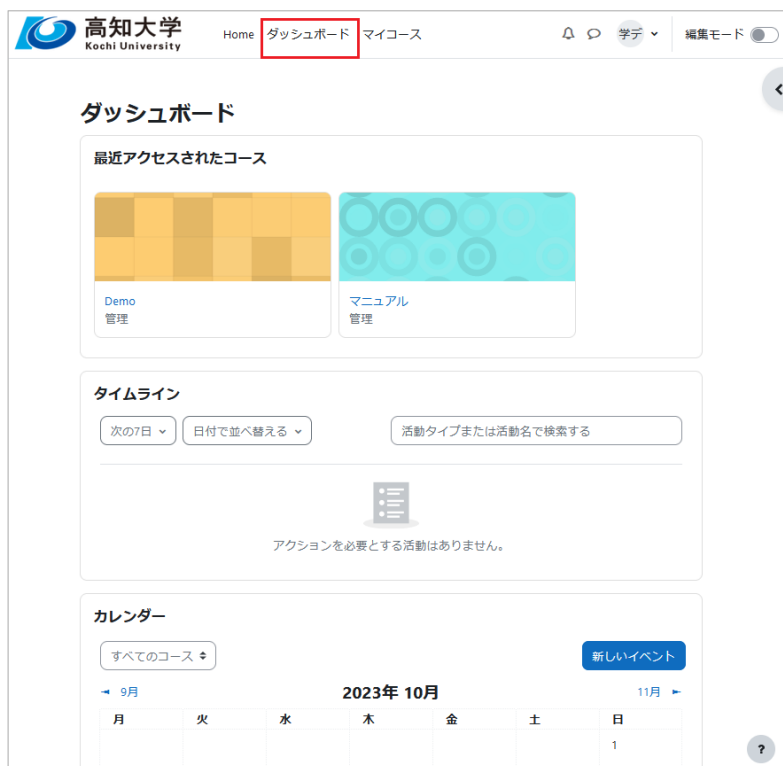 高知大学
Kochi University
Home ダッシュボード マイコース
学デ
編集モード
ダッシュボード
最近アクセスされたコース
Demo
管理
マニュアル
管理
タイムライン
次の7日
日付で並べ替える
活動タイプまたは活動名で検索する
アクションを必要とする活動はありません。
カレンダー
すべてのコース
新しいイベント
◄ 9月
2023年 10月
11月 ►
月 火 水 木 金 土 日
1
?